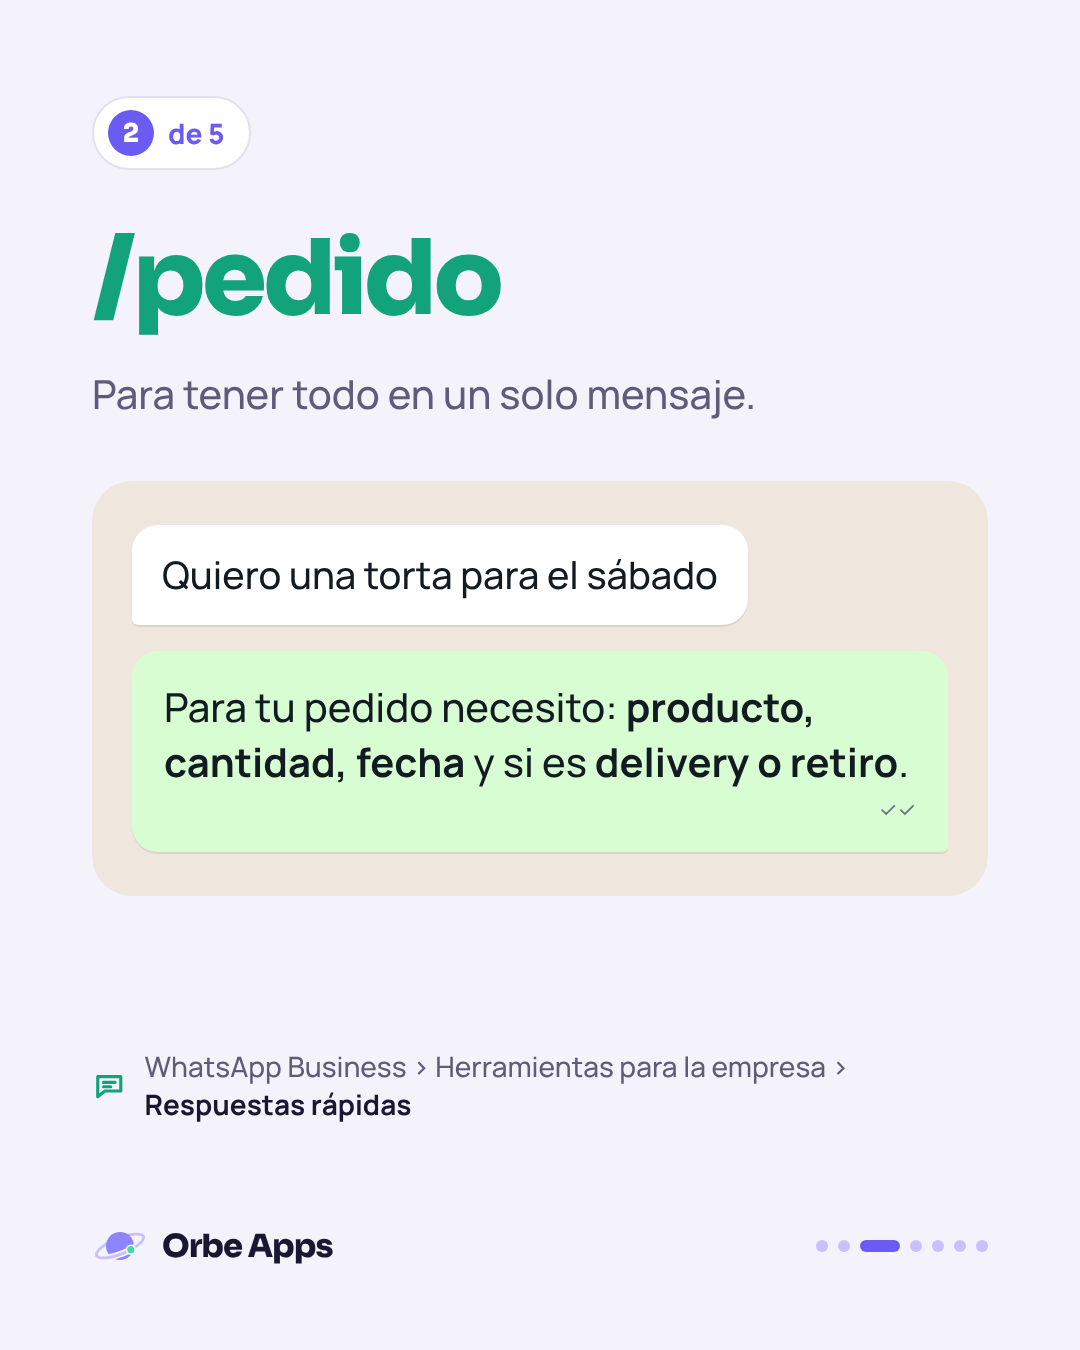 2 de 5
/pedido
Para tener todo en un solo mensaje.
Quiero una torta para el sábado
Para tu pedido necesito: producto,
cantidad, fecha y si es delivery o retiro.
WhatsApp Business › Herramientas para la empresa ›
Respuestas rápidas
Orbe Apps